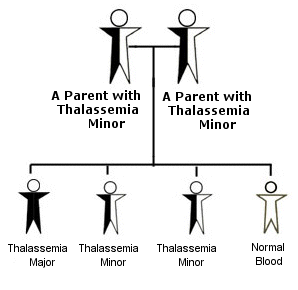 A Parent with
Thalassemia
Minor
A Parent with
Thalassemia
Minor
Thalassemia
Major
Thalassemia
Minor
Thalassemia
Minor
Normal
Blood